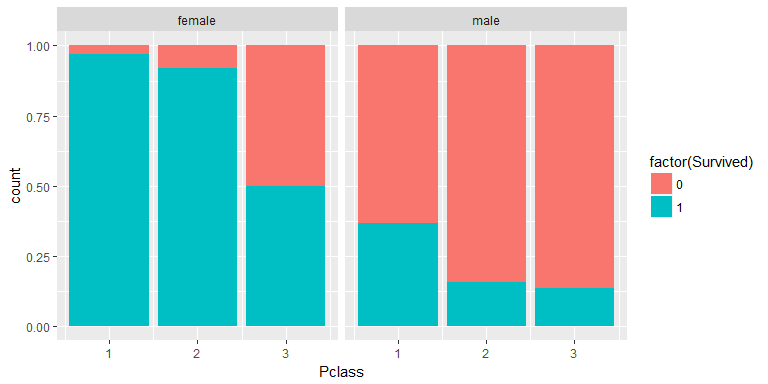 female
male
1.00
0.75
0.50
0.25
0.00
count
1
2
3
1
2
3
Pclass
factor(Survived)
0
1